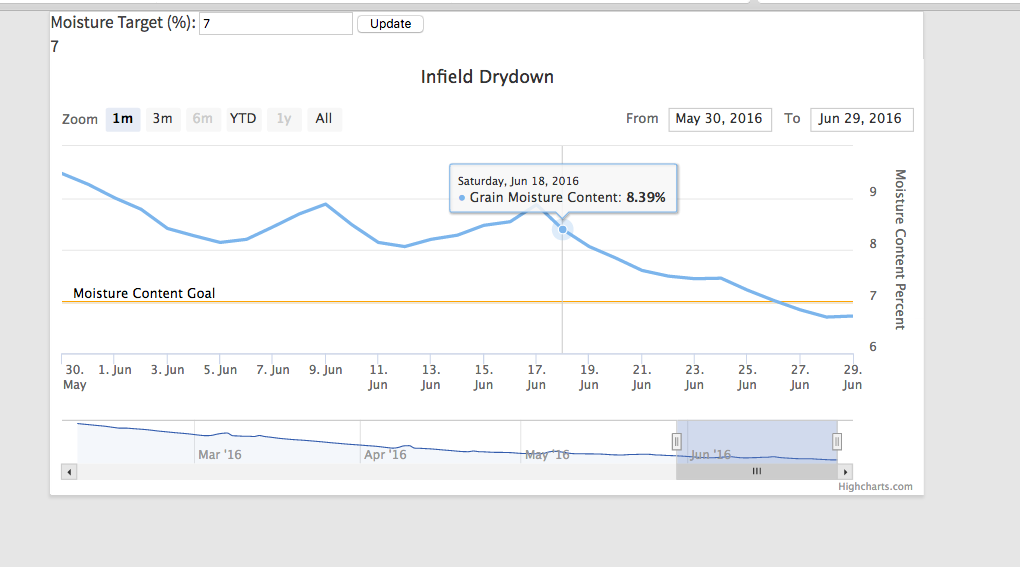 Moisture Target (%): 7 Update
7
Infield Drydown
Zoom 1m 3m 6m YTD 1y All From May 30, 2016 To Jun 29, 2016
Saturday, Jun 18, 2016
● Grain Moisture Content: 8.39%
Moisture Content Goal
9
8
7
6
Moisture Content Percent
30. May 1. Jun 3. Jun 5. Jun 7. Jun 9. Jun 11. Jun 13. Jun 15. Jun 17. Jun 19. Jun 21. Jun 23. Jun 25. Jun 27. Jun 29. Jun
Mar '16 Apr '16 May '16 Jun '16
Highcharts.com